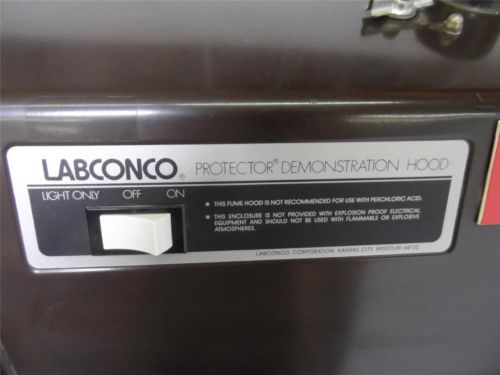 LABCONCO® PROTECTOR® DEMONSTRATION HOOD
LIGHT ONLY OFF ON
• THIS FUME HOOD IS NOT RECOMMENDED FOR USE WITH PERCHLORIC ACID.
• THIS ENCLOSURE IS NOT PROVIDED WITH EXPLOSION PROOF ELECTRICAL
EQUIPMENT AND SHOULD NOT BE USED WITH FLAMMABLE OR EXPLOSIVE
ATMOSPHERES.
LABCONCO CORPORATION, KANSAS CITY, MISSOURI 64132